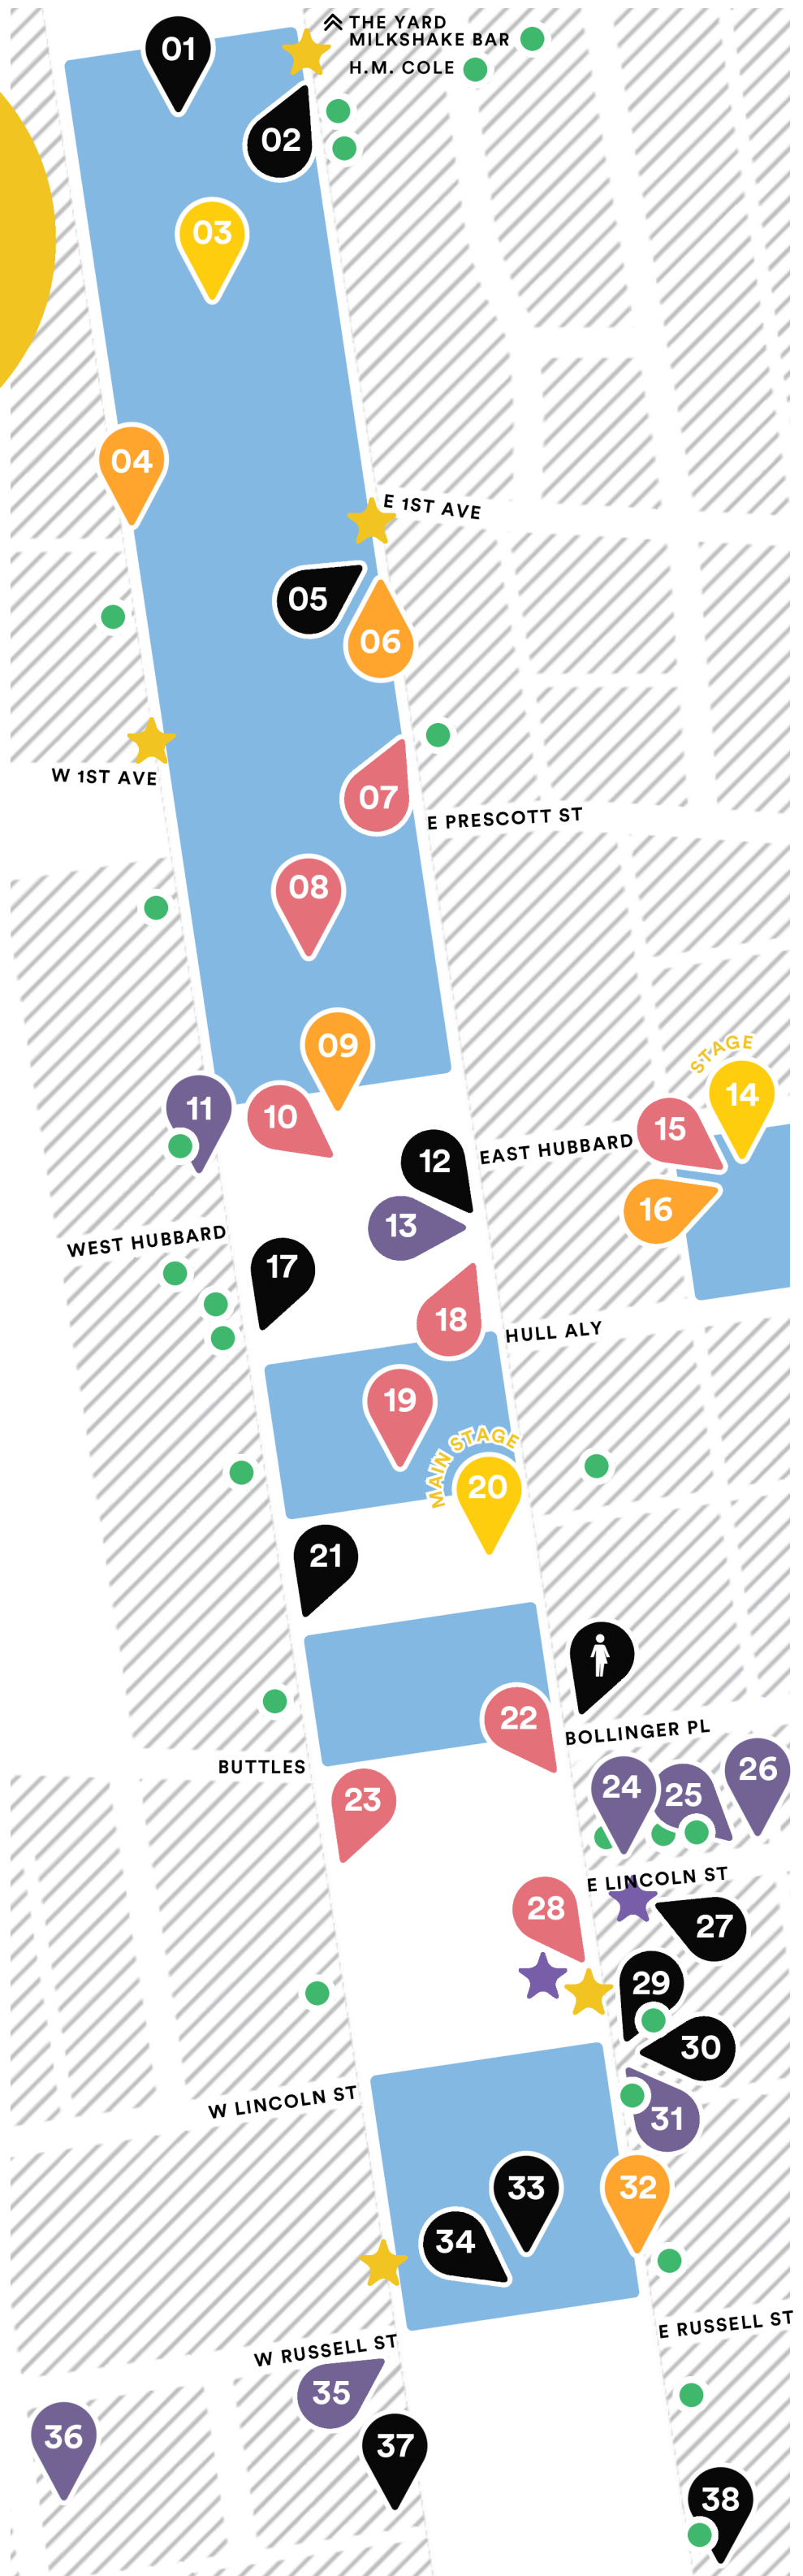 THE YARD
MILKSHAKE BAR
H.M. COLE
01
02
03
04
E 1ST AVE
05
06
W 1ST AVE
07
E PRESCOTT ST
08
09
STAGE
14
11
10
15
12
EAST HUBBARD
16
13
WEST HUBBARD
17
18
HULL ALY
19
MAIN STAGE
20
21
22
BOLLINGER PL
BUTTLES
23
24
25
26
E LINCOLN ST
28
27
29
30
W LINCOLN ST
31
33
32
34
E RUSSELL ST
W RUSSELL ST
35
36
37
38